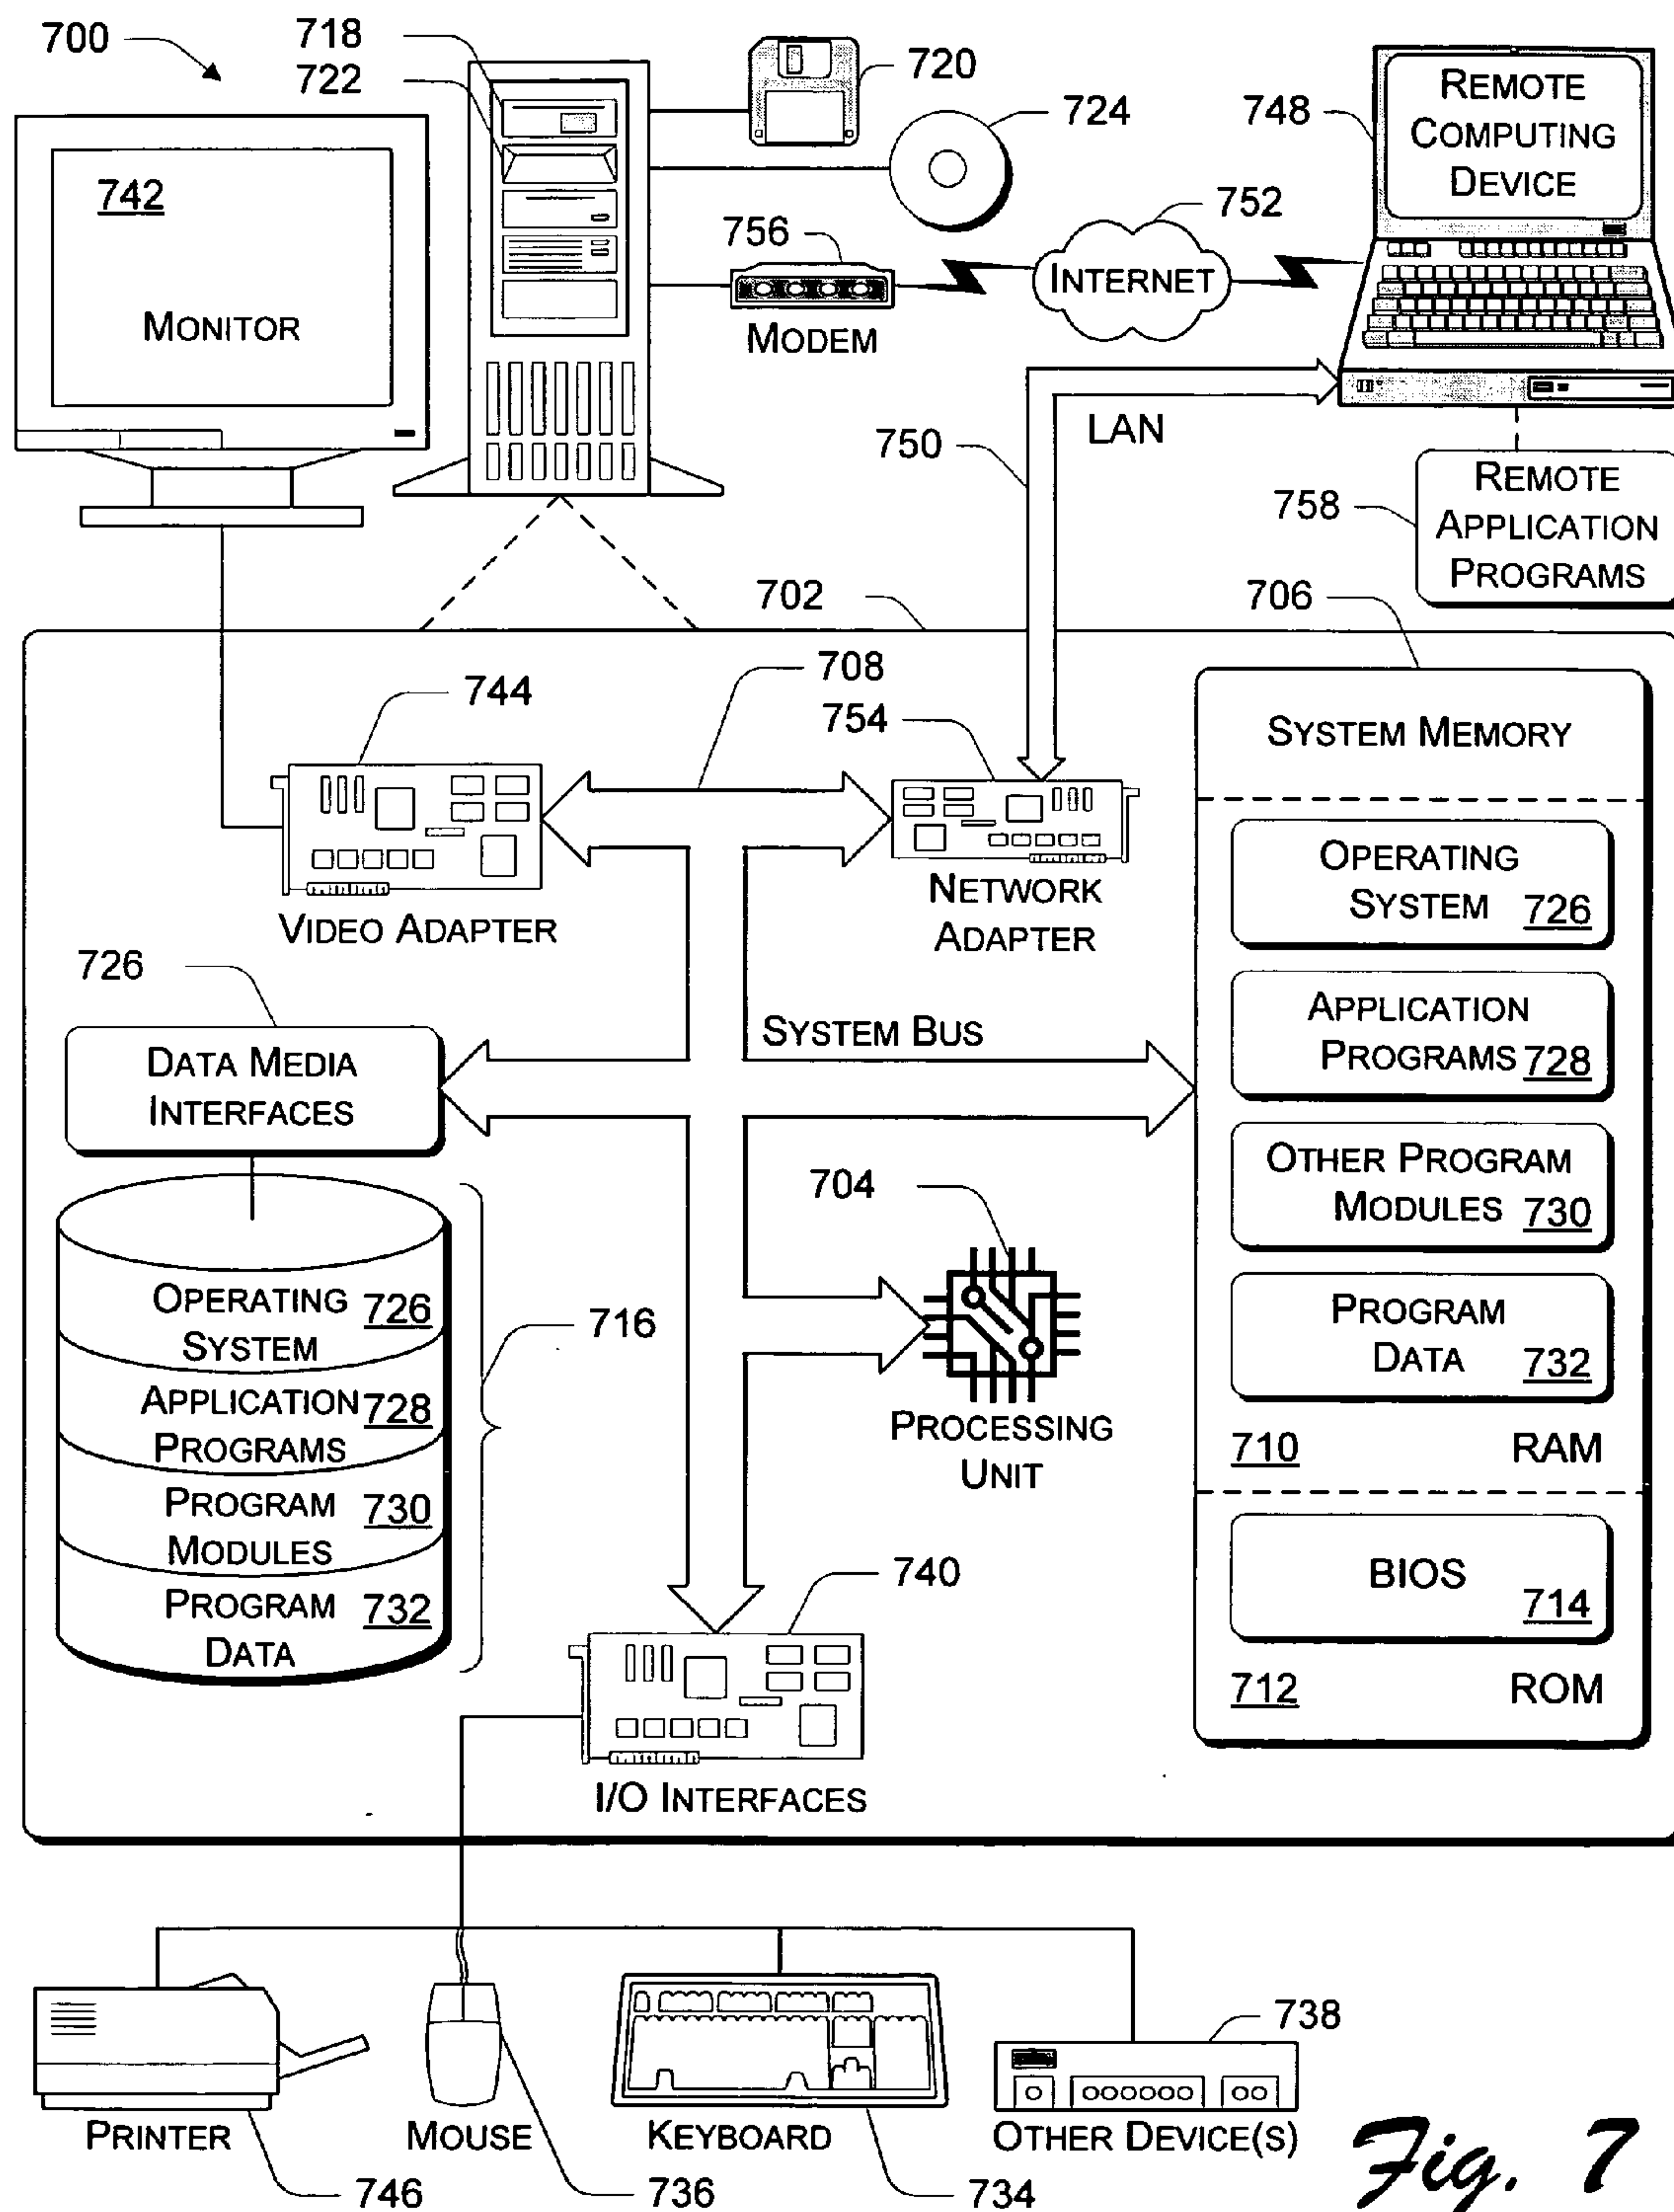 700
718
722
720
724
748
REMOTE
COMPUTING
DEVICE
742
MONITOR
756
MODEM
752
INTERNET
750
LAN
758
REMOTE
APPLICATION
PROGRAMS
702
706
708
744
754
VIDEO ADAPTER
NETWORK
ADAPTER
SYSTEM MEMORY
OPERATING
SYSTEM 726
APPLICATION
PROGRAMS 728
OTHER PROGRAM
MODULES 730
PROGRAM
DATA 732
710 RAM
BIOS
714
712 ROM
726
DATA MEDIA
INTERFACES
SYSTEM BUS
704
PROCESSING
UNIT
OPERATING 726
SYSTEM
APPLICATION 728
PROGRAMS
PROGRAM 730
MODULES
PROGRAM 732
DATA
716
740
I/O INTERFACES
738
PRINTER
MOUSE
KEYBOARD
OTHER DEVICE(S)
746
736
734
Fig. 7